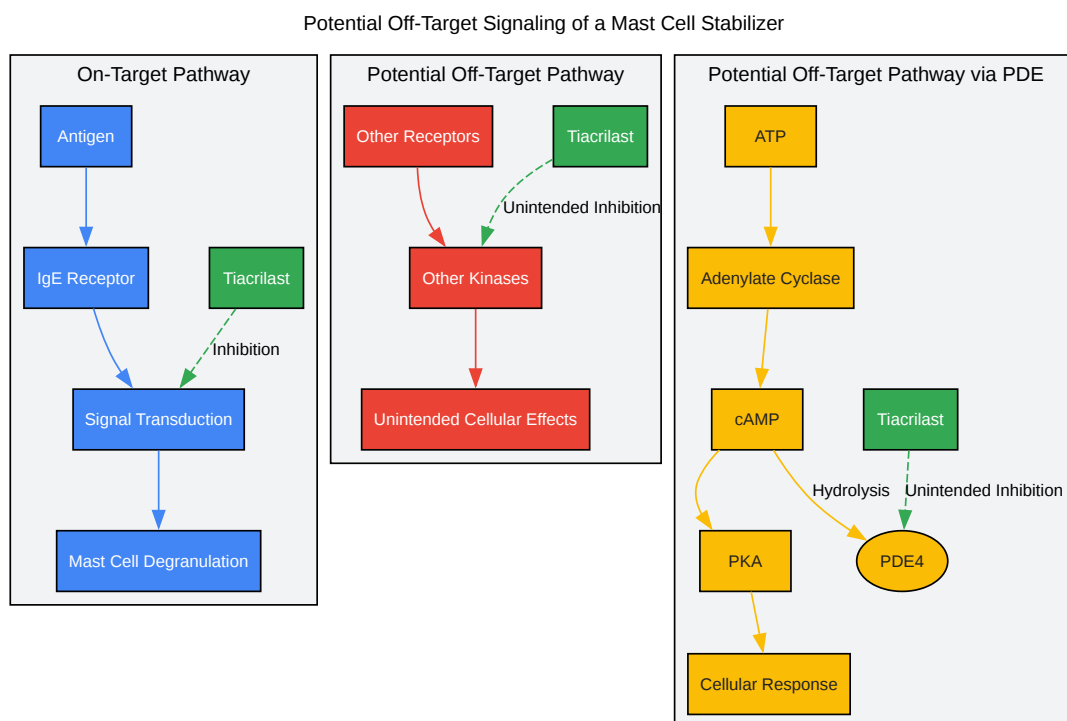 Potential Off-Target Signaling of a Mast Cell Stabilizer
On-Target Pathway
Antigen
IgE Receptor
Tiacrilast
Inhibition
Signal Transduction
Mast Cell Degranulation
Potential Off-Target Pathway
Other Receptors
Tiacrilast
Unintended Inhibition
Other Kinases
Unintended Cellular Effects
Potential Off-Target Pathway via PDE
ATP
Adenylate Cyclase
cAMP
Tiacrilast
Hydrolysis
Unintended Inhibition
PKA
PDE4
Cellular Response